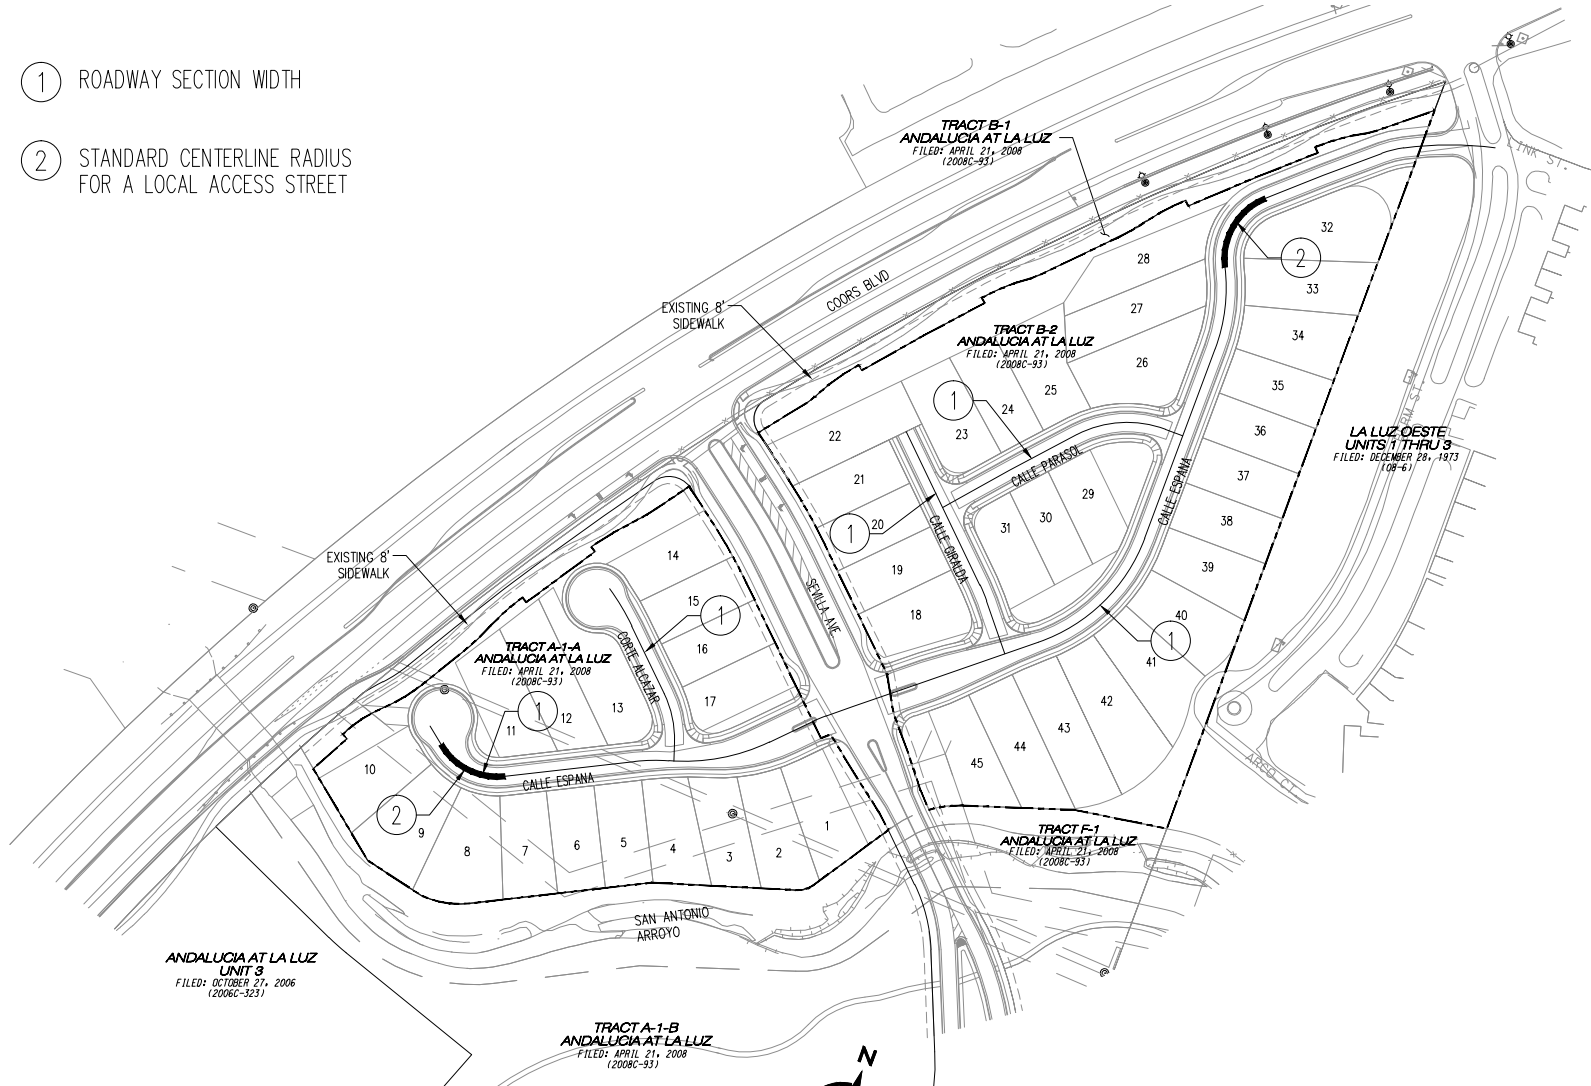 1 ROADWAY SECTION WIDTH
2 STANDARD CENTERLINE RADIUS
FOR A LOCAL ACCESS STREET
TRACT B-1
ANDALUCIA AT LA LUZ
FILED: APRIL 21, 2008
(2008C-93)
LINK ST.
COORS BLVD
EXISTING 8'
SIDEWALK
TRACT B-2
ANDALUCIA AT LA LUZ
FILED: APRIL 21, 2008
(2008C-93)
32
2
28
33
27
34
26
35
25
1
24
23
22
36
LA LUZ OESTE
UNITS 1 THRU 3
FILED: DECEMBER 28, 1973
(D8-6)
CALLE PARASOL
21
37
CALLE ESPANA
29
30
31
38
20
1
CALLE GIRALDA
19
39
18
40
1
41
EXISTING 8'
SIDEWALK
14
15
1
SEVILLA AVE.
16
CORTE ALCAZAR
TRACT A-1-A
ANDALUCIA AT LA LUZ
FILED: APRIL 21, 2008
(2008C-93)
17
13
12
1
11
42
43
44
45
ARCO CT.
10
CALLE ESPANA
2
9
8
7
6
5
4
3
2
1
TRACT F-1
ANDALUCIA AT LA LUZ
FILED: APRIL 21, 2008
(2008C-93)
SAN ANTONIO
ARROYO
ANDALUCIA AT LA LUZ
UNIT 3
FILED: OCTOBER 27, 2006
(2006C-323)
TRACT A-1-B
ANDALUCIA AT LA LUZ
FILED: APRIL 21, 2008
(2008C-93)
N